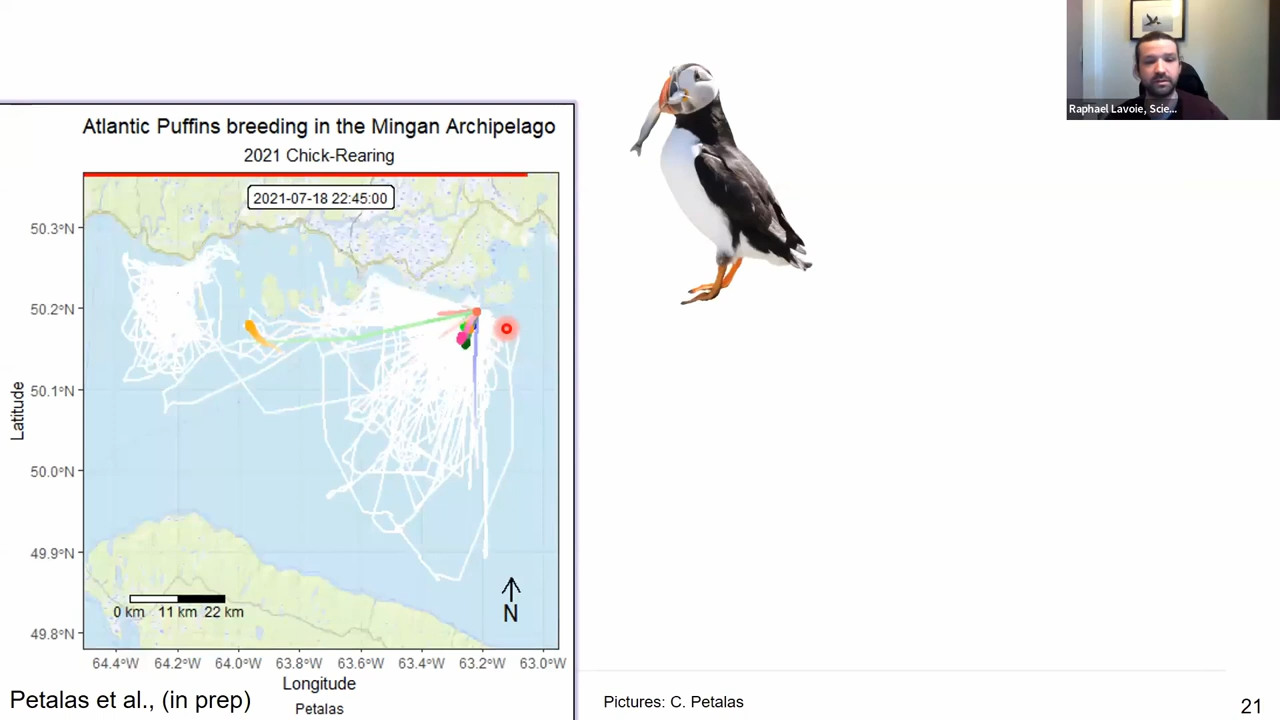 Raphael Lavoie, Scie...
Atlantic Puffins breeding in the Mingan Archipelago
2021 Chick-Rearing
2021-07-18 22:45:00
50.3°N
50.2°N
50.1°N
50.0°N
49.9°N
49.8°N
Latitude
0 km 11 km 22 km
N
64.4°W 64.2°W 64.0°W 63.8°W 63.6°W 63.4°W 63.2°W 63.0°W
Longitude
Petalas
Petalas et al., (in prep)
Pictures: C. Petalas
21